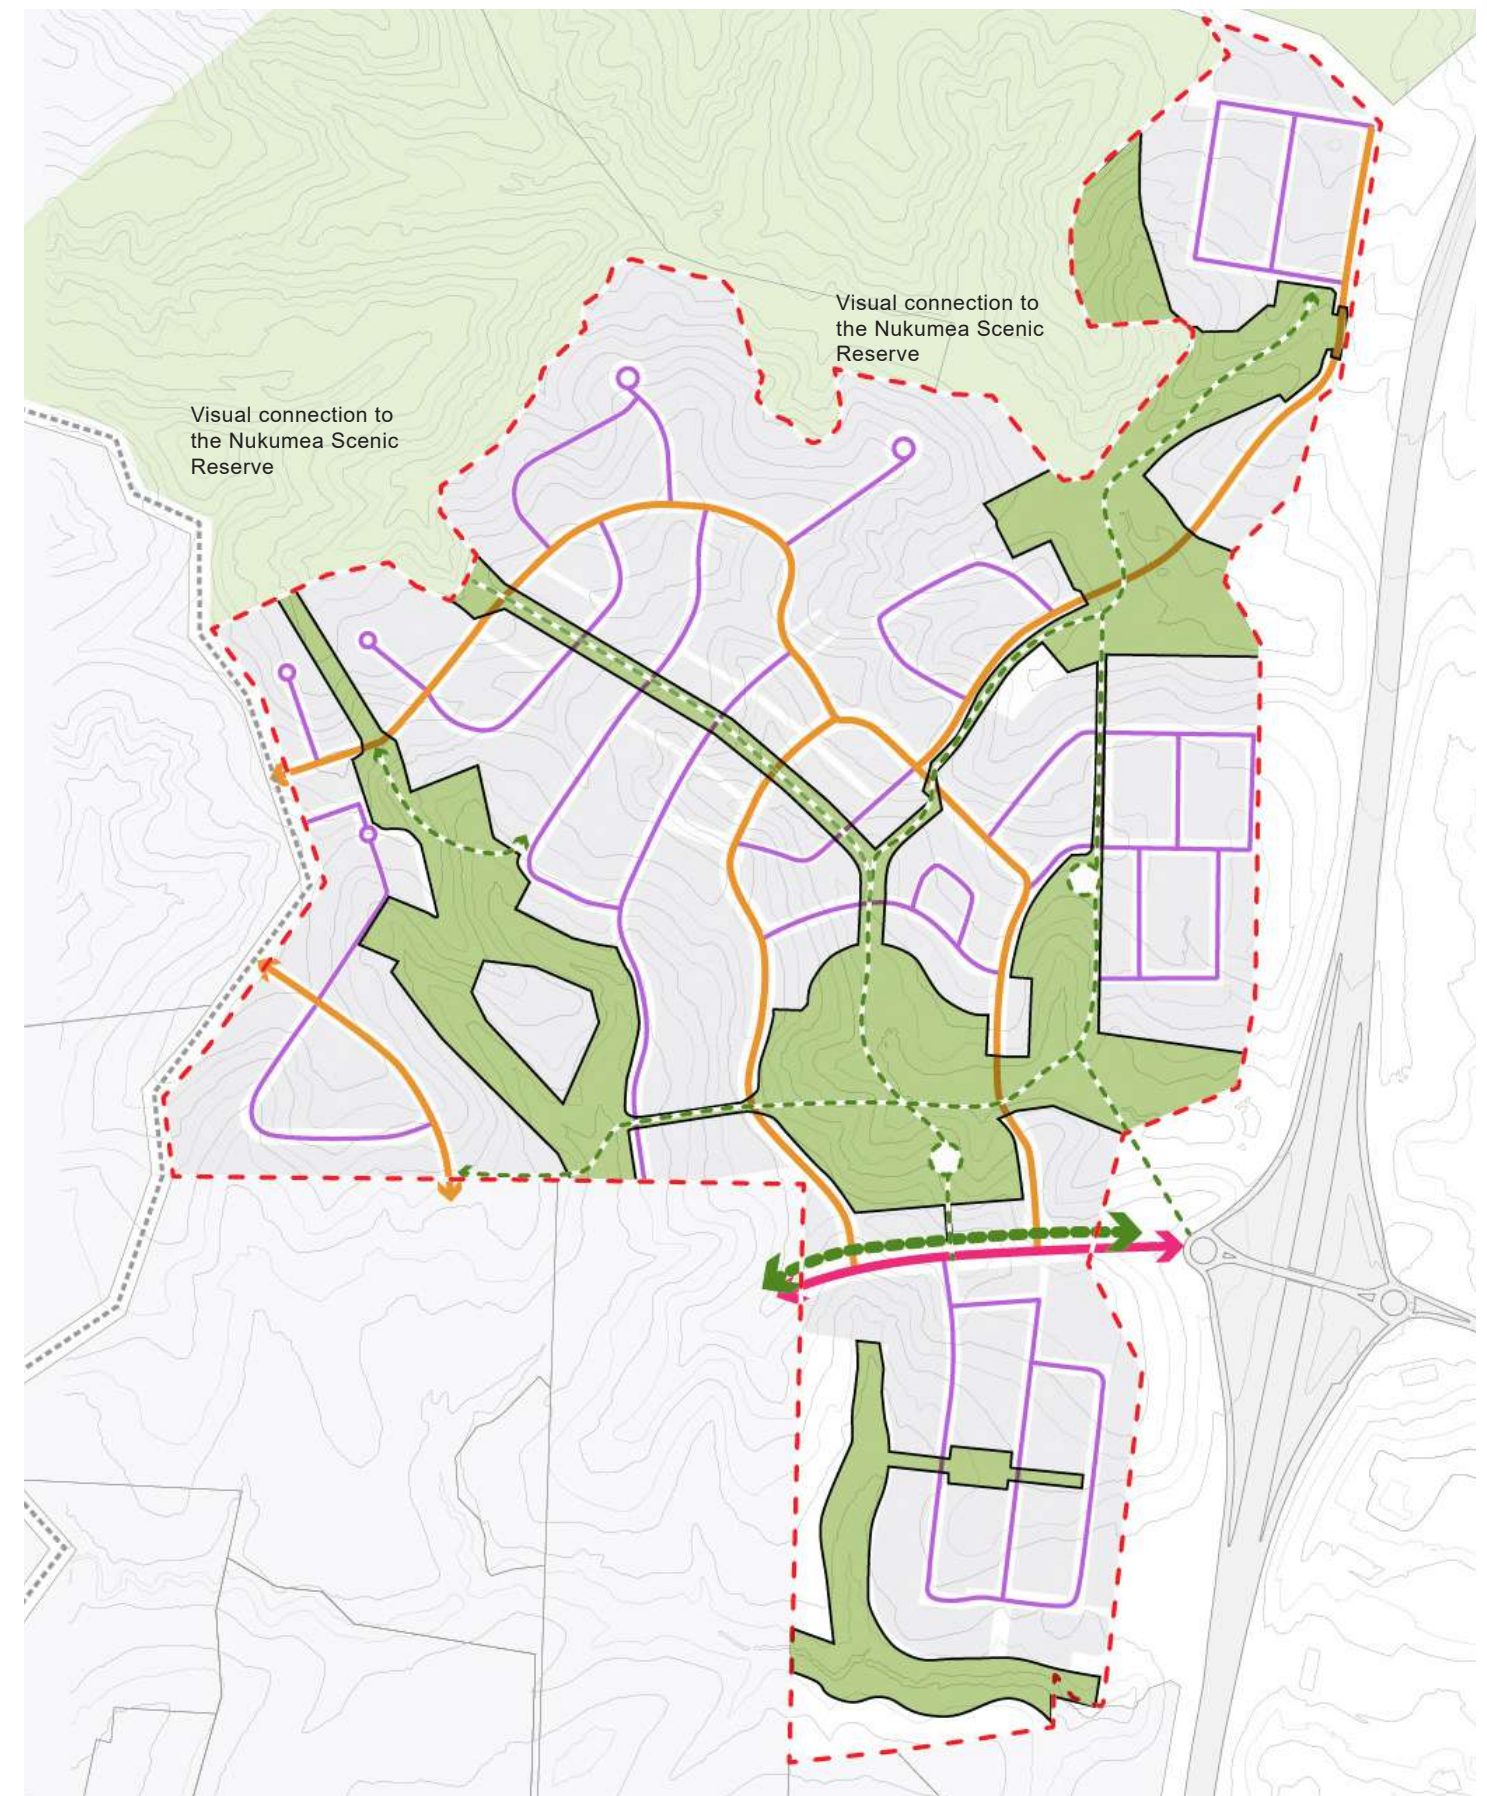 Visual connection to
the Nukumea Scenic
Reserve
Visual connection to
the Nukumea Scenic
Reserve